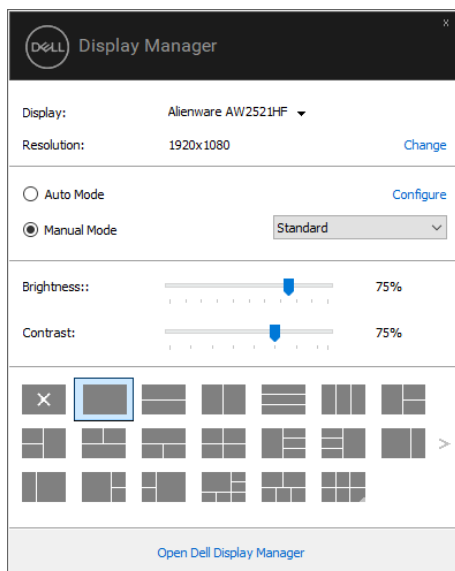 x
DELL Display Manager
Display: Alienware AW2521HF
Resolution: 1920x1080 Change
Auto Mode Configure
Manual Mode Standard
Brightness:: 75%
Contrast: 75%
Open Dell Display Manager